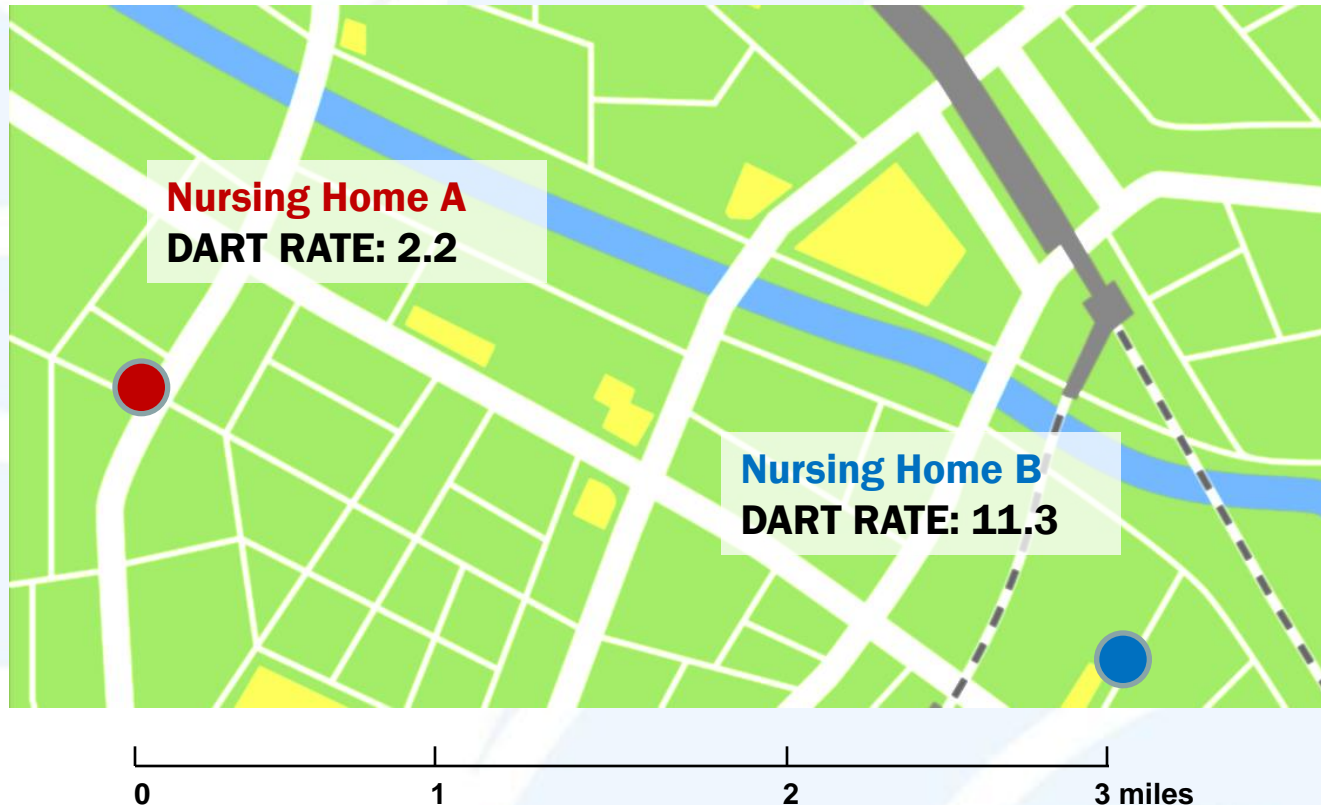 Nursing Home A
DART RATE: 2.2
Nursing Home B
DART RATE: 11.3
0 1 2 3 miles